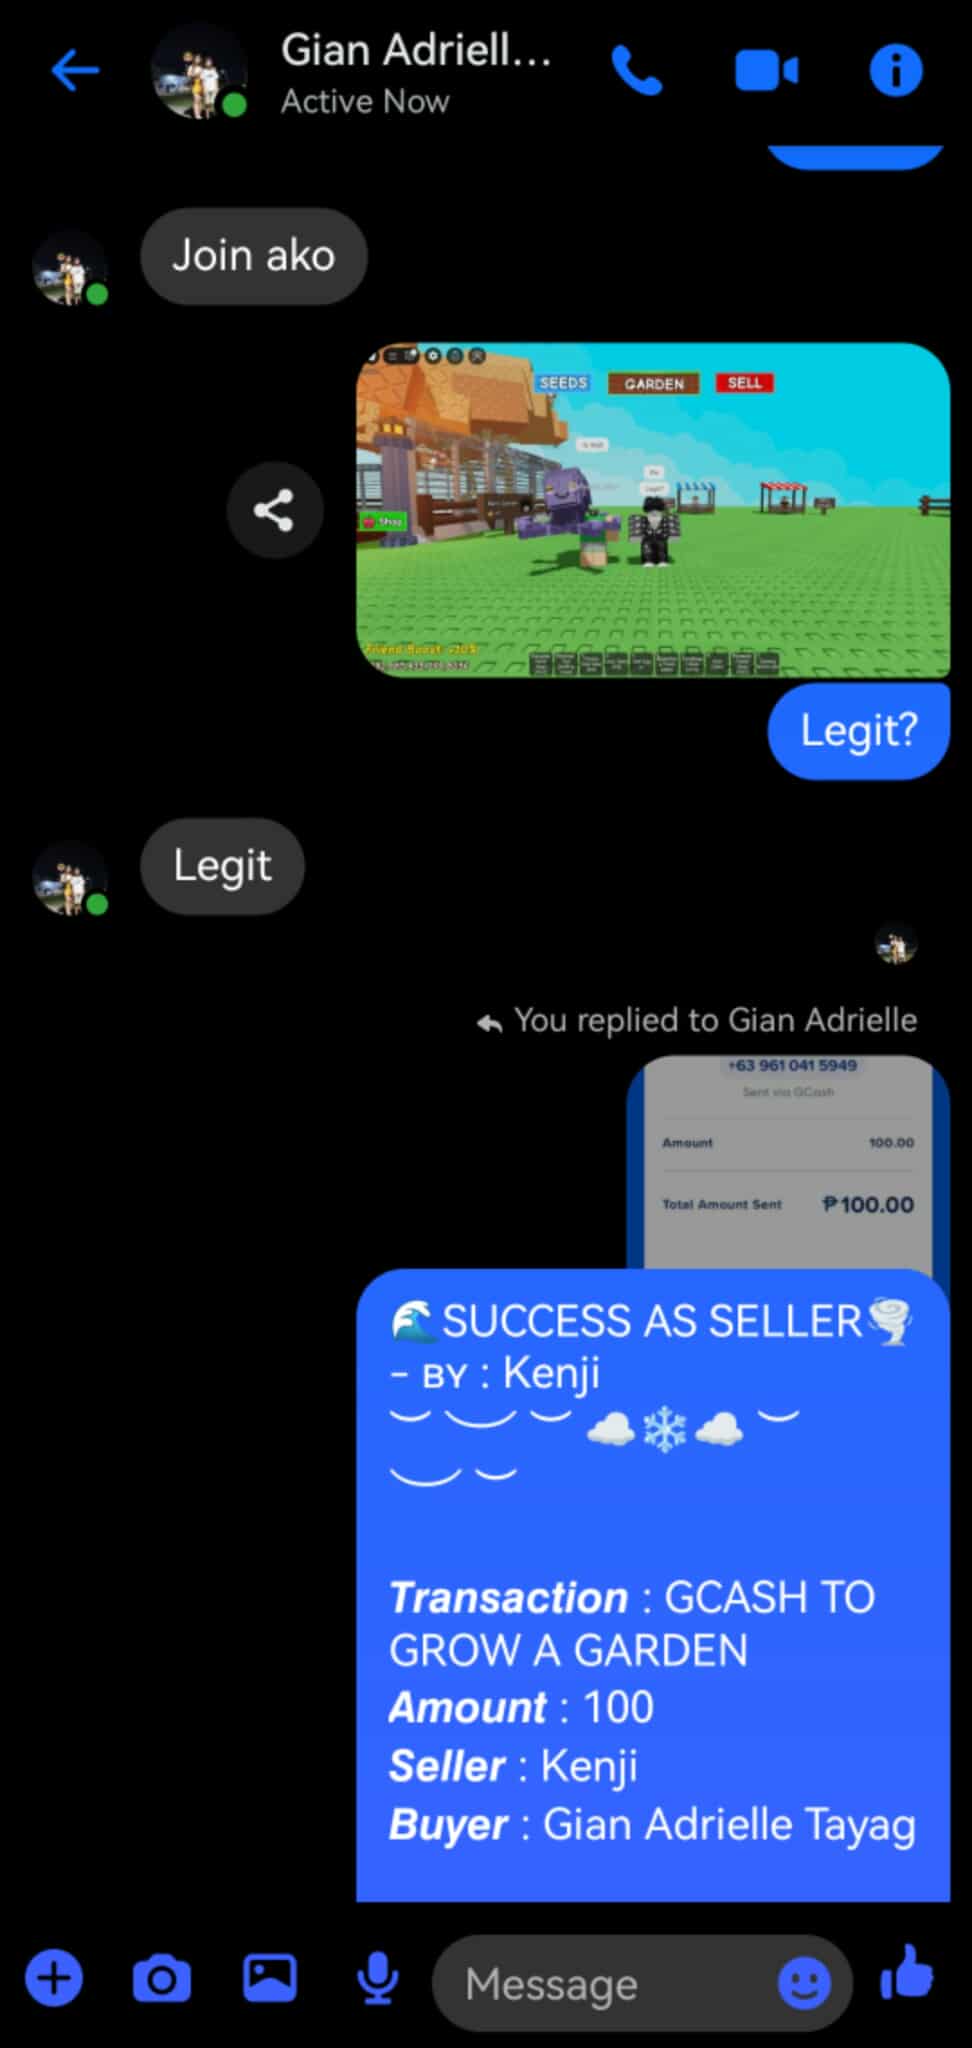 Gian Adriell...
Active Now
Join ako
SEEDS
GARDEN
SELL
Shop
Friend Boost: +10%
Legit?
Legit
You replied to Gian Adrielle
+63 961 041 5949
Sent via GCash
Amount 100.00
Total Amount Sent ₱100.00
🌊SUCCESS AS SELLER🌪️
- ʙʏ : Kenji
︶ ︶ ︶ ☁️❄️☁️ ︶
︶ ︶
Transaction : GCASH TO
GROW A GARDEN
Amount : 100
Seller : Kenji
Buyer : Gian Adrielle Tayag
Message